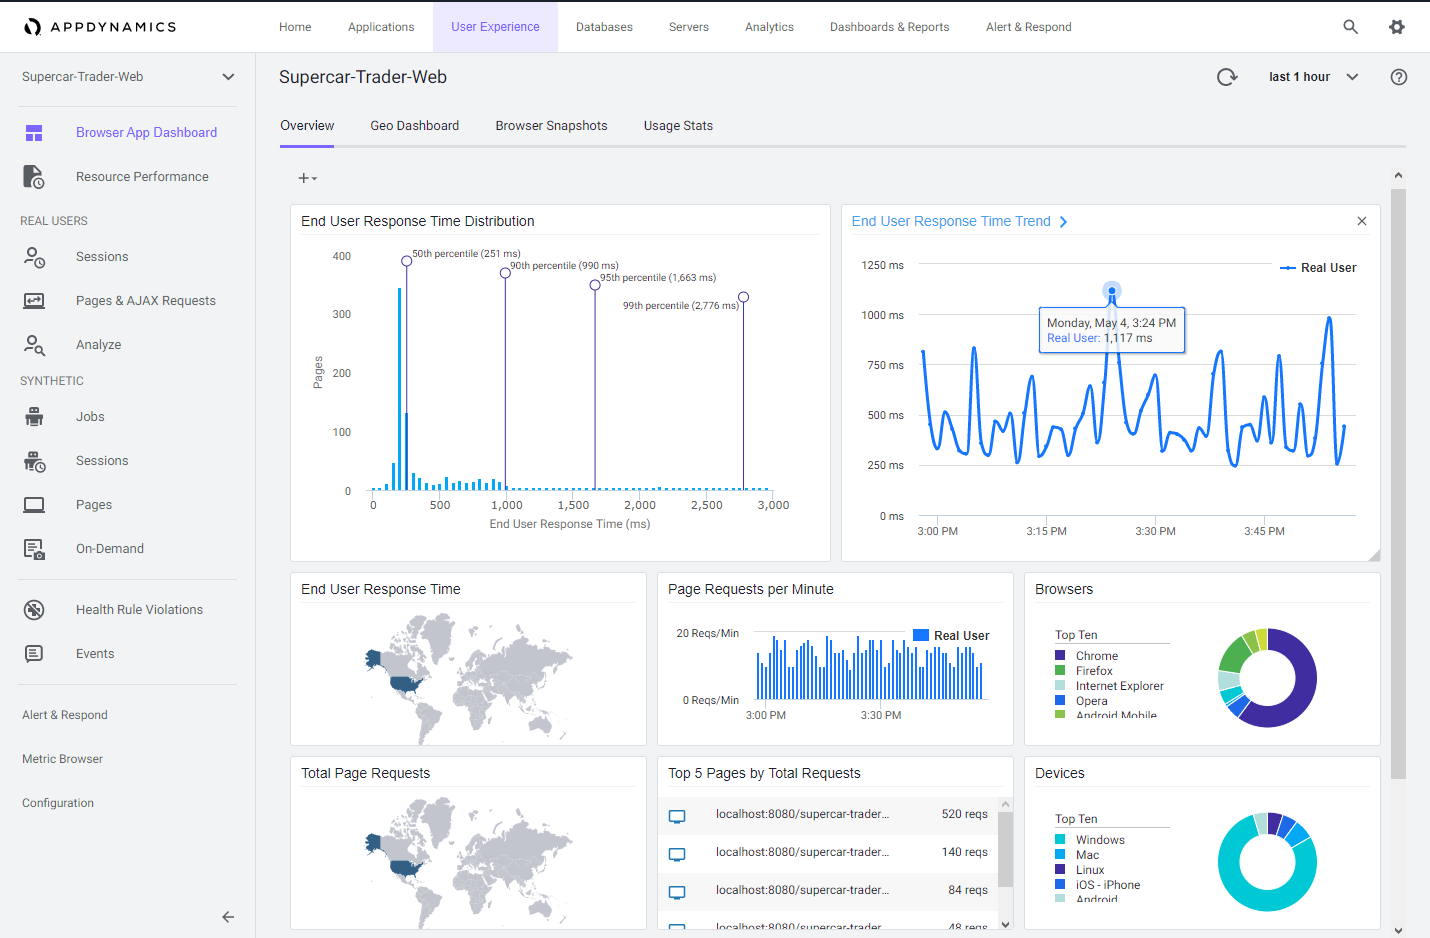 APPDYNAMICS
Home
Applications
User Experience
Databases
Servers
Analytics
Dashboards & Reports
Alert & Respond
Supercar-Trader-Web
Browser App Dashboard
Resource Performance
REAL USERS
Sessions
Pages & AJAX Requests
Analyze
SYNTHETIC
Jobs
Sessions
Pages
On-Demand
Health Rule Violations
Events
Alert & Respond
Metric Browser
Configuration
Supercar-Trader-Web
last 1 hour
Overview
Geo Dashboard
Browser Snapshots
Usage Stats
End User Response Time Distribution
50th percentile (251 ms)
90th percentile (990 ms)
95th percentile (1,663 ms)
99th percentile (2,776 ms)
Pages
400
300
200
100
0
0
500
1,000
1,500
2,000
2,500
3,000
End User Response Time (ms)
End User Response Time Trend
Real User
1250 ms
1000 ms
750 ms
500 ms
250 ms
0 ms
Monday, May 4, 3:24 PM
Real User: 1,117 ms
3:00 PM
3:15 PM
3:30 PM
3:45 PM
End User Response Time
Page Requests per Minute
20 Reqs/Min
0 Reqs/Min
Real User
3:00 PM
3:30 PM
Browsers
Top Ten
Chrome
Firefox
Internet Explorer
Opera
Android Mobile
Total Page Requests
Top 5 Pages by Total Requests
localhost:8080/supercar-trader... 520 reqs
localhost:8080/supercar-trader... 140 reqs
localhost:8080/supercar-trader... 84 reqs
localhost:8080/supercar-trader... 48 reqs
Devices
Top Ten
Windows
Mac
Linux
iOS - iPhone
Android